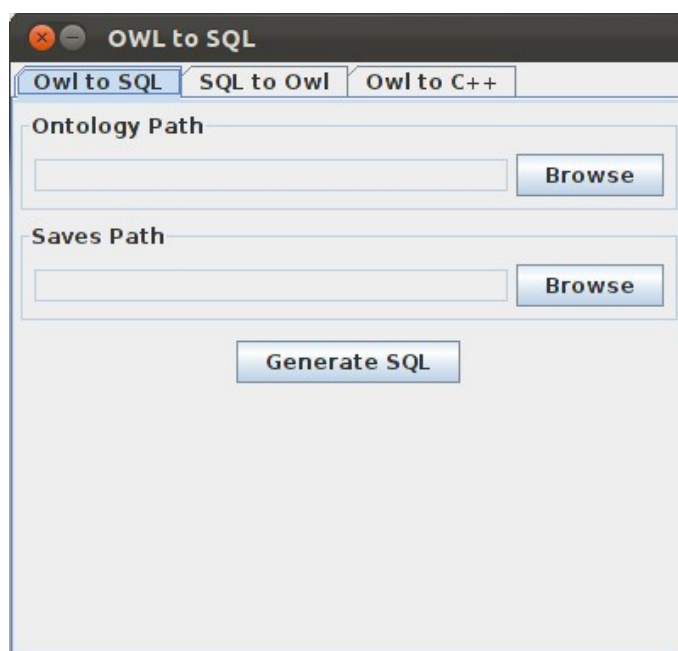 OWL to SQL
Owl to SQL SQL to Owl Owl to C++
Ontology Path
Browse
Saves Path
Browse
Generate SQL